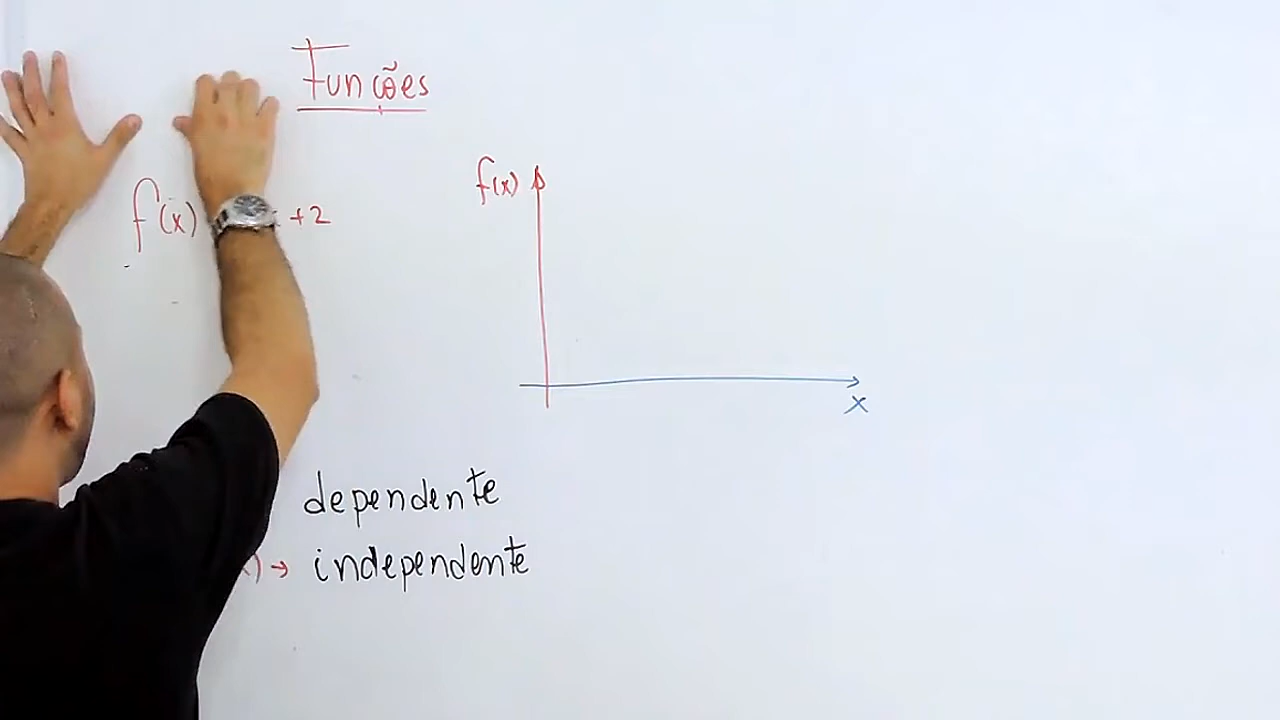 Funções
f(x) +2
f(x)
x
dependente
) → independente